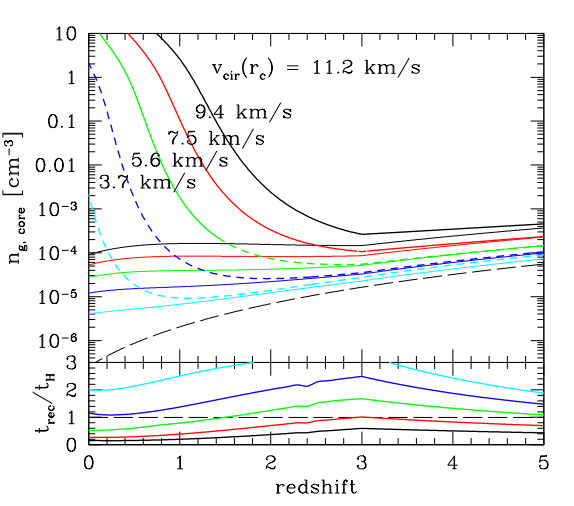 10
1
0.1
0.01
10⁻³
10⁻⁴
10⁻⁵
10⁻⁶
n_g, core [cm⁻³]
v_cir(r_c) = 11.2 km/s
9.4 km/s
7.5 km/s
5.6 km/s
3.7 km/s
3
2
1
0
t_rec/t_H
0 1 2 3 4 5
redshift